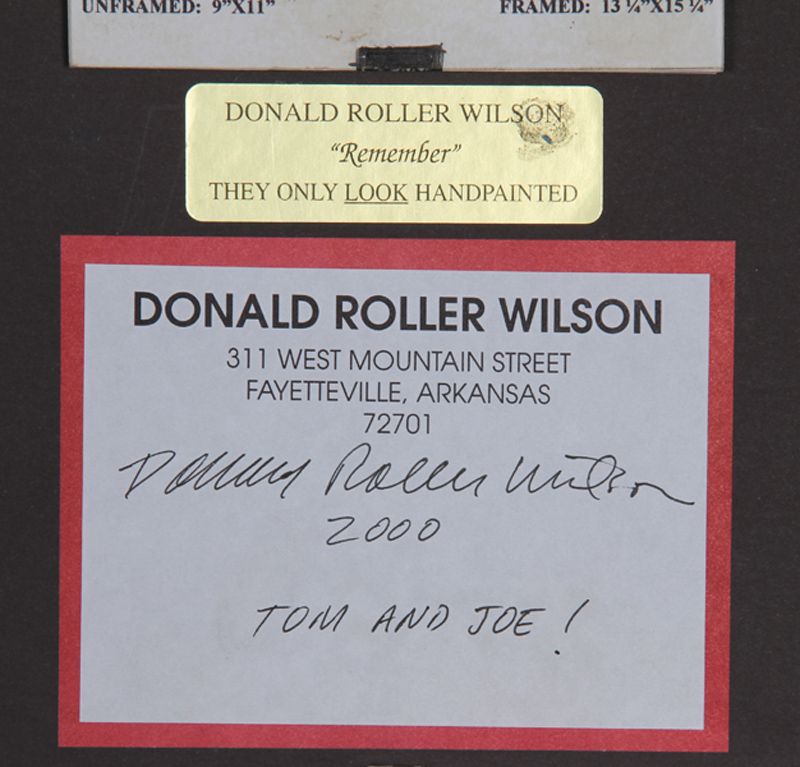 UNFRAMED: 9"X11" FRAMED: 13 ¼"X15 ¼"
DONALD ROLLER WILSON
"Remember"
THEY ONLY LOOK HANDPAINTED
DONALD ROLLER WILSON
311 WEST MOUNTAIN STREET
FAYETTEVILLE, ARKANSAS
72701
Donald Roller Wilson
2000
TOM AND JOE!